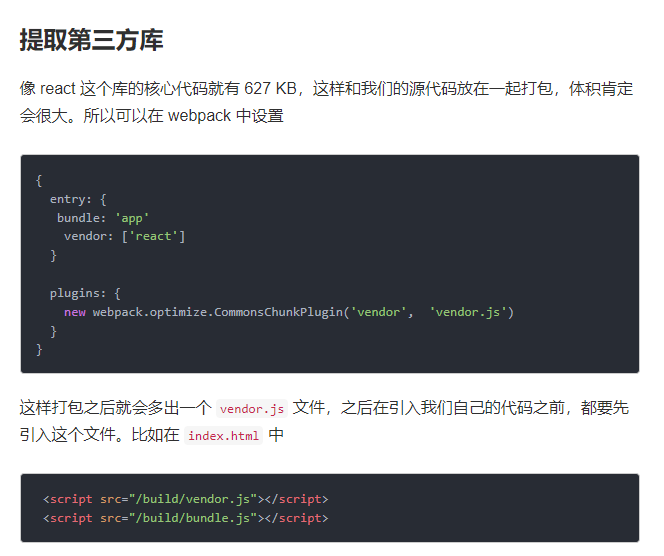 提取第三方库
像 react 这个库的核心代码就有 627 KB，这样和我们的源代码放在一起打包，体积肯定
会很大。所以可以在 webpack 中设置
{
  entry: {
   bundle: 'app'
    vendor: ['react']
  }

  plugins: {
    new webpack.optimize.CommonsChunkPlugin('vendor',  'vendor.js')
  }
}
这样打包之后就会多出一个 vendor.js 文件，之后在引入我们自己的代码之前，都要先
引入这个文件。比如在 index.html 中
<script src="/build/vendor.js"></script>
<script src="/build/bundle.js"></script>